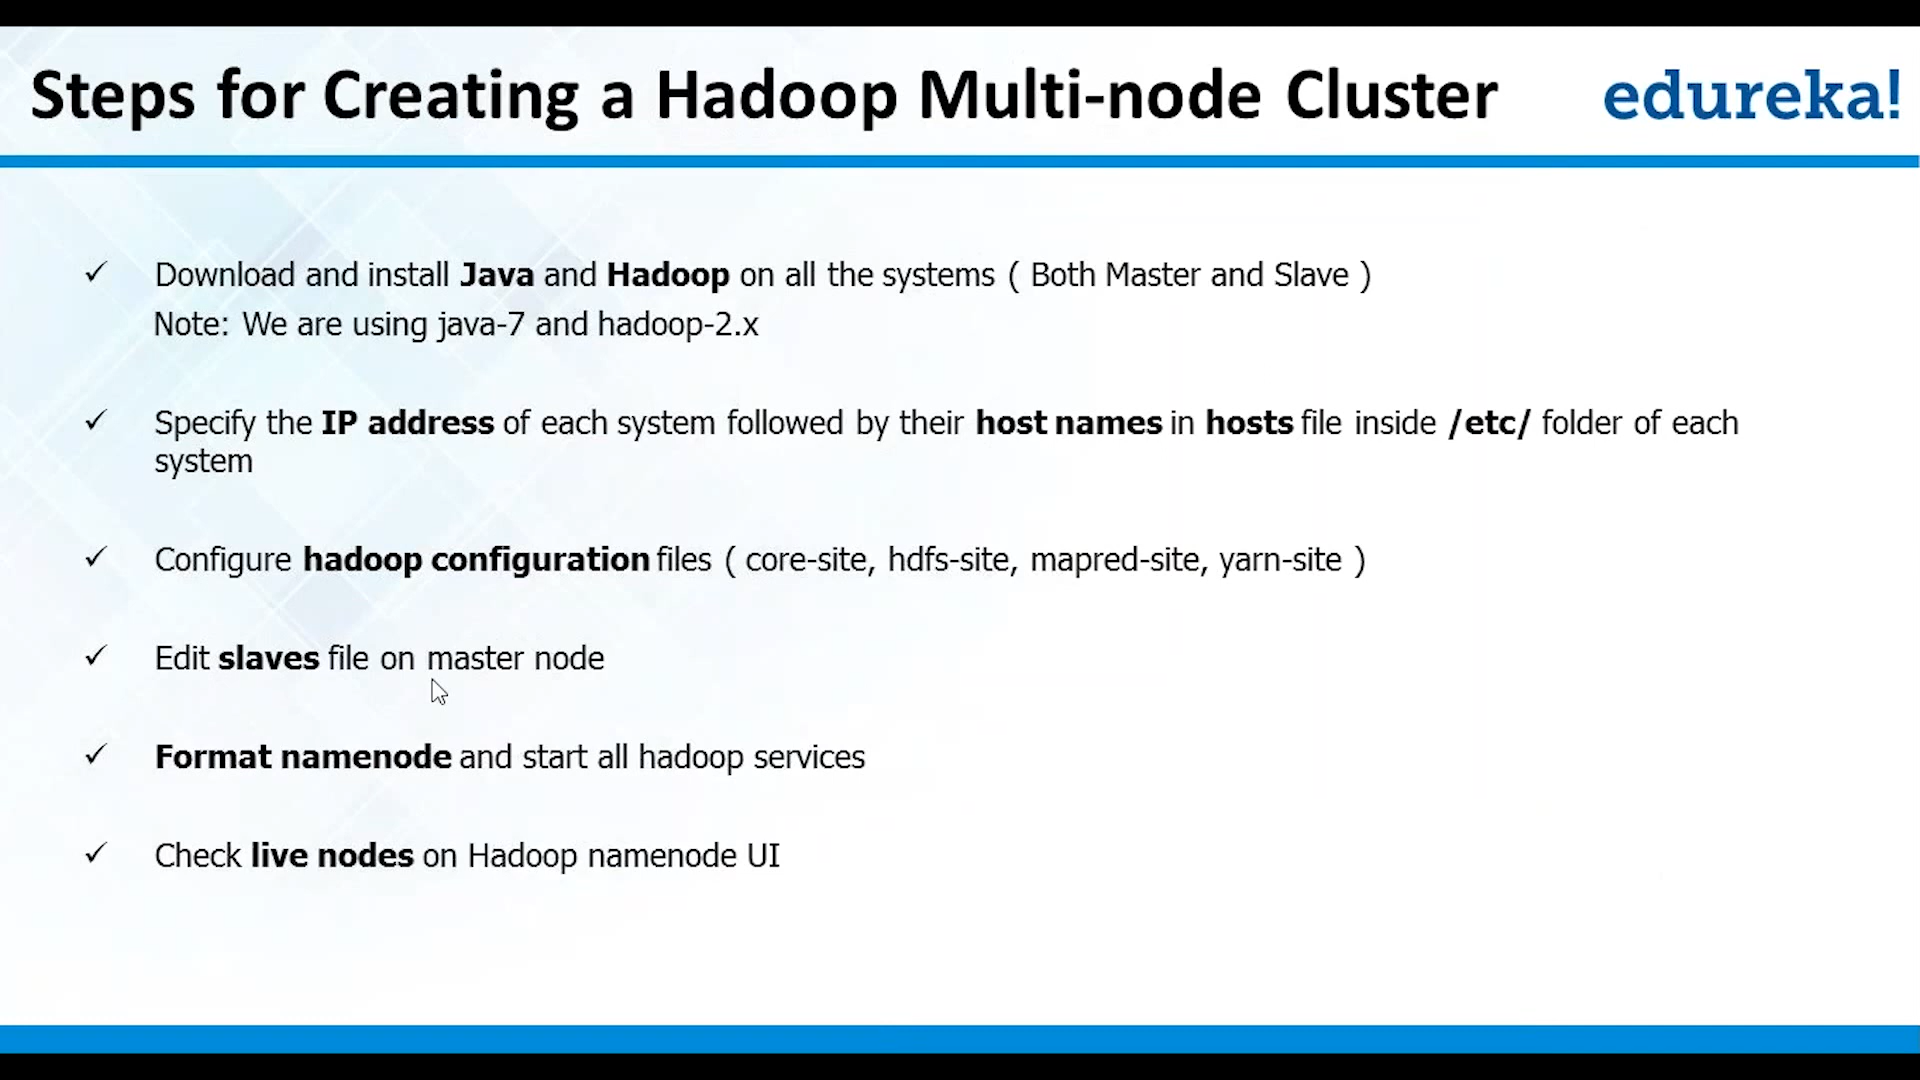 Steps for Creating a Hadoop Multi-node Cluster
edureka!
✓ Download and install Java and Hadoop on all the systems ( Both Master and Slave )
Note: We are using java-7 and hadoop-2.x
✓ Specify the IP address of each system followed by their host names in hosts file inside /etc/ folder of each
system
✓ Configure hadoop configuration files ( core-site, hdfs-site, mapred-site, yarn-site )
✓ Edit slaves file on master node
✓ Format namenode and start all hadoop services
✓ Check live nodes on Hadoop namenode UI